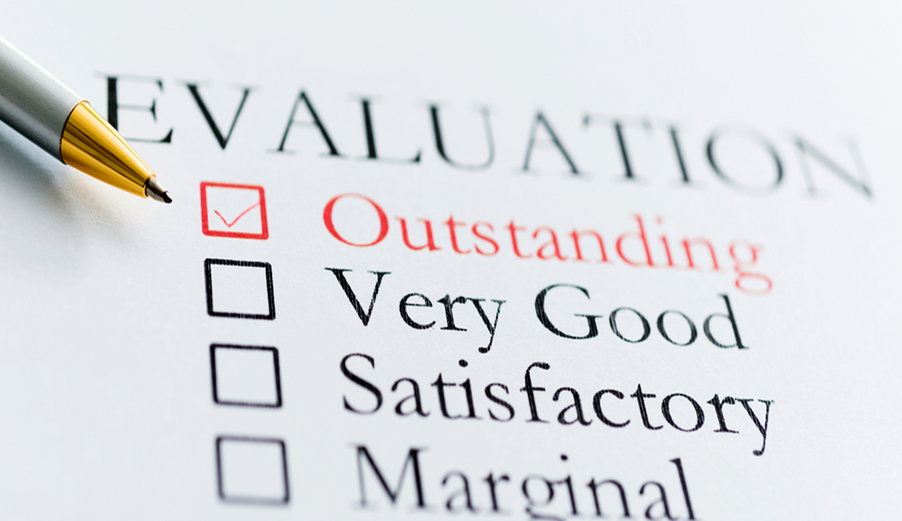 EVALUATION
Outstanding
Very Good
Satisfactory
Marginal